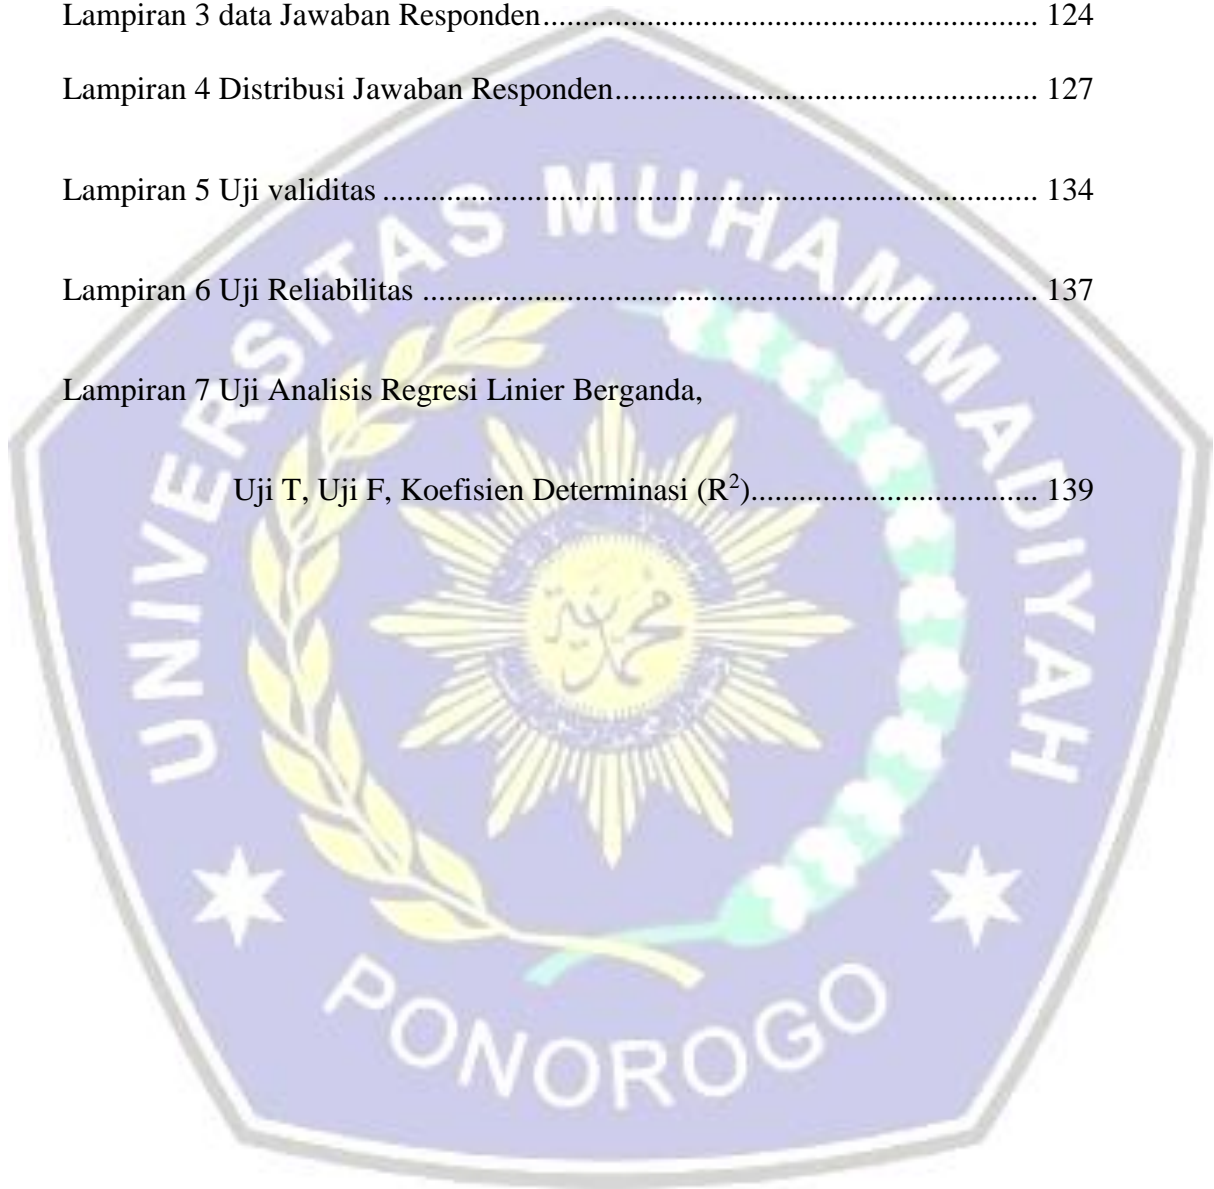 Lampiran 3 data Jawaban Responden.............................................................. 124
Lampiran 4 Distribusi Jawaban Responden..................................................... 127
Lampiran 5 Uji validitas .................................................................................. 134
Lampiran 6 Uji Reliabilitas ............................................................................. 137
Lampiran 7 Uji Analisis Regresi Linier Berganda,
Uji T, Uji F, Koefisien Determinasi (R²).................................... 139
UNIVERSITAS MUHAMMADIYAH
محمدية
PONOROGO